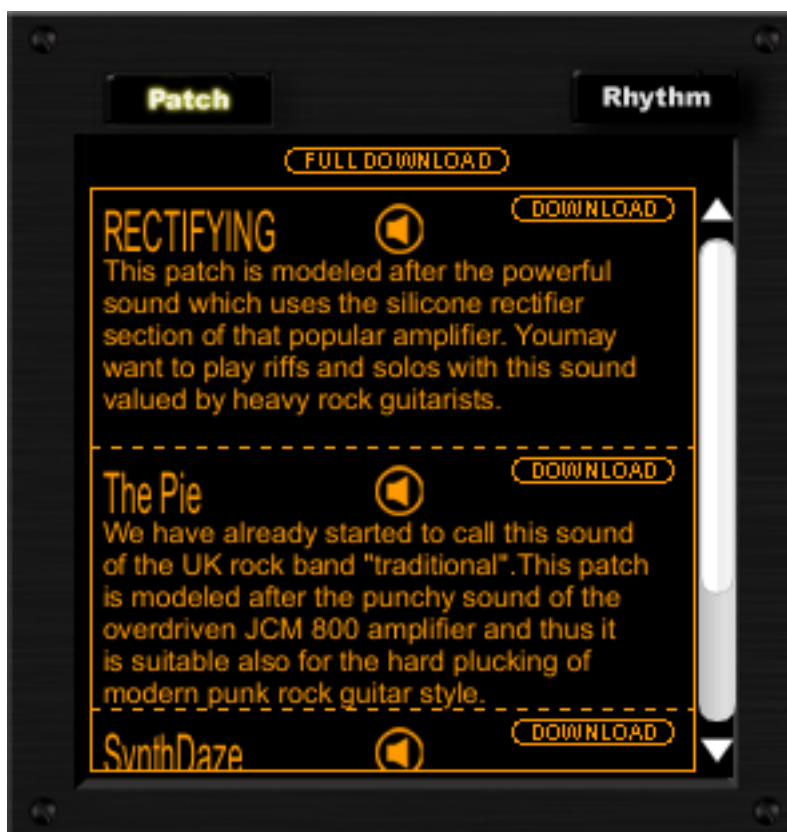 Patch
Rhythm
FULL DOWNLOAD
DOWNLOAD
RECTIFYING
This patch is modeled after the powerful
sound which uses the silicone rectifier
section of that popular amplifier. Youmay
want to play riffs and solos with this sound
valued by heavy rock guitarists.
DOWNLOAD
The Pie
We have already started to call this sound
of the UK rock band "traditional".This patch
is modeled after the punchy sound of the
overdriven JCM 800 amplifier and thus it
is suitable also for the hard plucking of
modern punk rock guitar style.
DOWNLOAD
SynthDaze